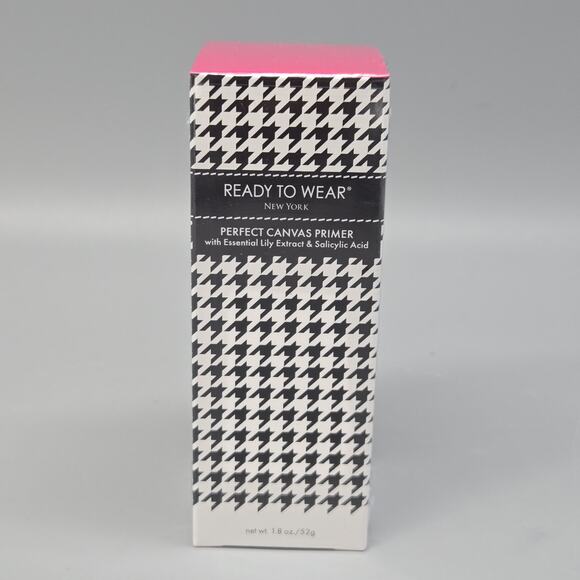 READY TO WEAR®
NEW YORK
PERFECT CANVAS PRIMER
with Essential Lily Extract & Salicylic Acid
net wt. 1.8 oz./52g